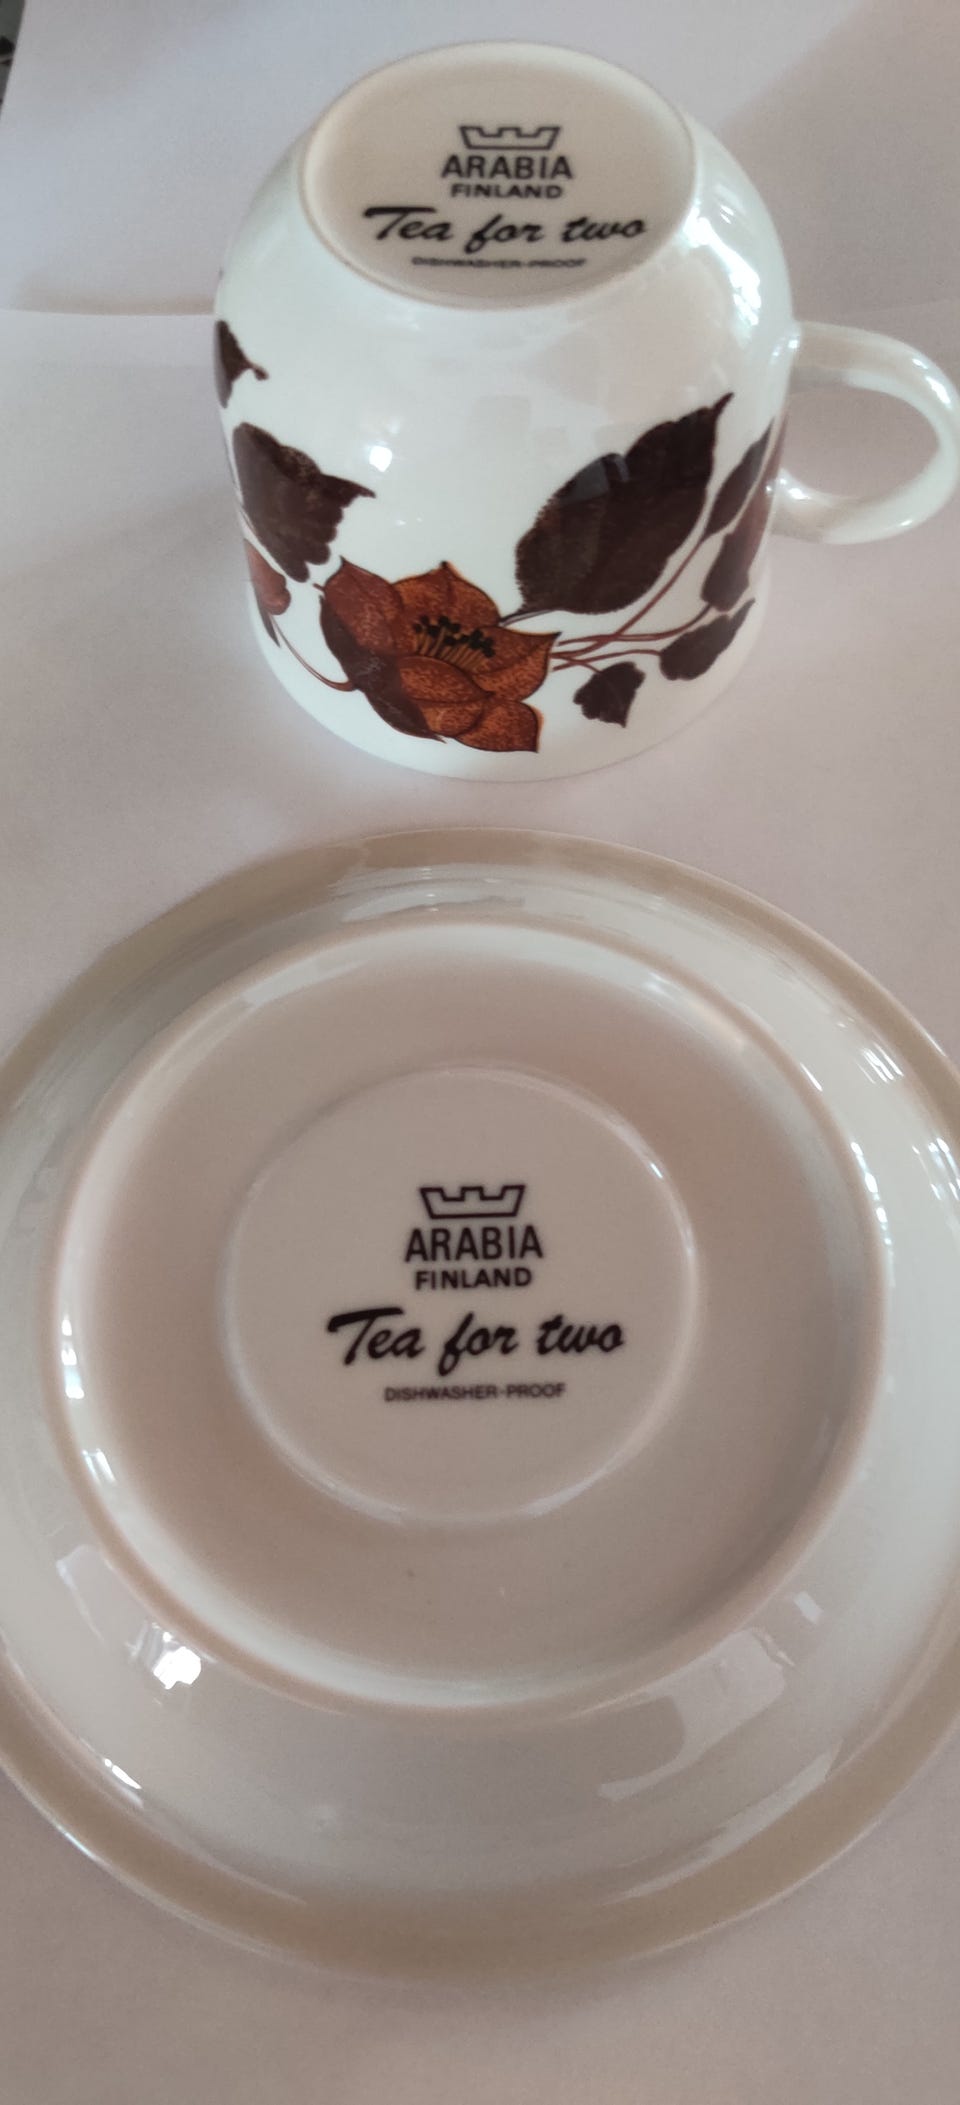 ARABIA
FINLAND
Tea for two
DISHWASHER-PROOF
ARABIA
FINLAND
Tea for two
DISHWASHER-PROOF